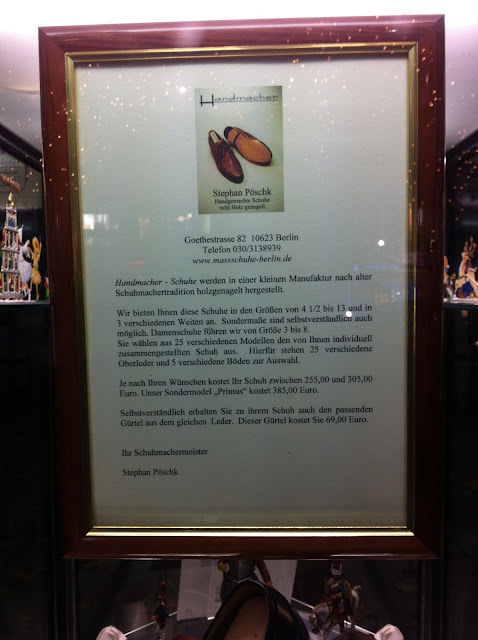 Handmacher
Stephan Pöschk
Handgemachte Schuhe
echt Holz genagelt
Goethestrasse 82 10623 Berlin
Telefon 030/3138939
www.massschuhe-berlin.de
Handmacher - Schuhe werden in einer kleinen Manufaktur nach alter
Schuhmachertradition holzgenagelt hergestellt.
Wir bieten Ihnen diese Schuhe in den Größen von 4 1/2 bis 13 und in
3 verschiedenen Weiten an. Sondermaße sind selbstverständlich auch
möglich. Damenschuhe führen wir von Größe 3 bis 8.
Sie wählen aus 25 verschiedenen Modellen den von Ihnen individuell
zusammengestellten Schuh aus. Hierfür stehen 25 verschiedene
Oberleder und 5 verschiedene Böden zur Auswahl.
Je nach Ihren Wünschen kostet Ihr Schuh zwischen 255,00 und 305,00
Euro. Unser Sondermodel „Primus“ kostet 385,00 Euro.
Selbstverständlich erhalten Sie zu ihrem Schuh auch den passenden
Gürtel aus dem gleichen Leder. Dieser Gürtel kostet Sie 69,00 Euro.
Ihr Schuhmachermeister
Stephan Pöschk